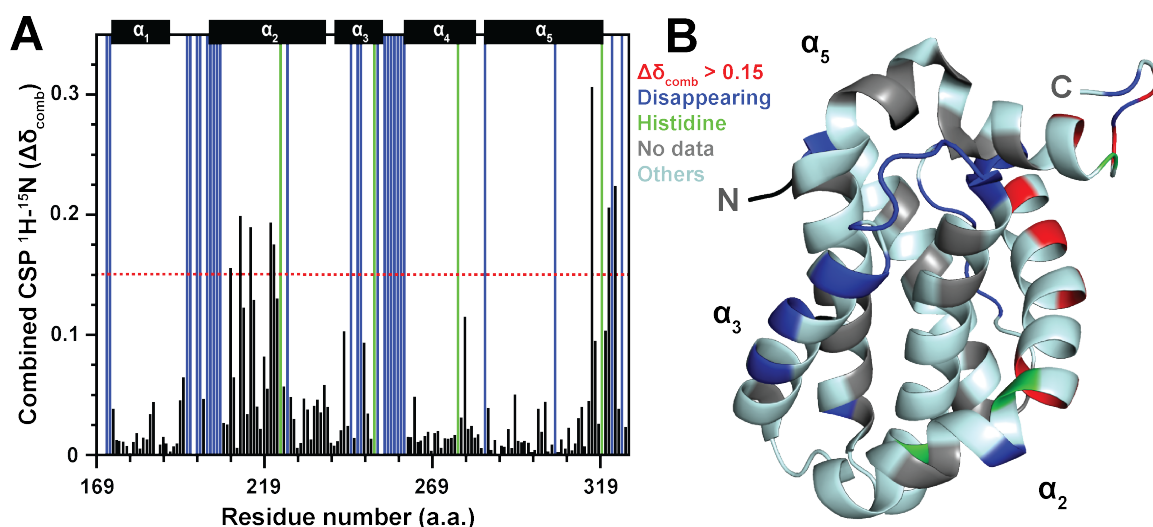 A
α1 α2 α3 α4 α5
Combined CSP ¹H-¹⁵N (Δδcomb)
0.3
0.2
0.1
0
169 219 269 319
Residue number (a.a.)
B
Δδcomb > 0.15
Disappearing
Histidine
No data
Others
α5
C
N
α3
α2